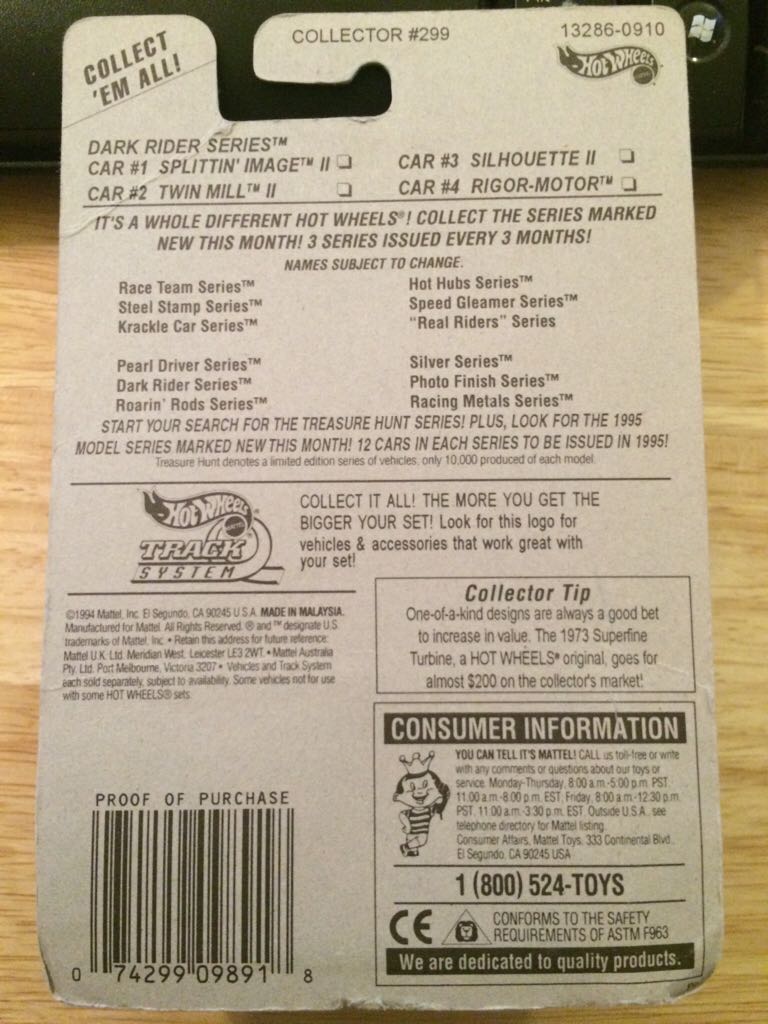 COLLECT
'EM ALL!
COLLECTOR #299
13286-0910
HOT WHEELS
DARK RIDER SERIES™
CAR #1 SPLITTIN' IMAGE™ II ❏
CAR #3 SILHOUETTE II ❏
CAR #2 TWIN MILL™ II ❏
CAR #4 RIGOR-MOTOR™ ❏
IT'S A WHOLE DIFFERENT HOT WHEELS®! COLLECT THE SERIES MARKED
NEW THIS MONTH! 3 SERIES ISSUED EVERY 3 MONTHS!
NAMES SUBJECT TO CHANGE.
Race Team Series™
Steel Stamp Series™
Krackle Car Series™
Hot Hubs Series™
Speed Gleamer Series™
"Real Riders" Series
Pearl Driver Series™
Dark Rider Series™
Roarin' Rods Series™
Silver Series™
Photo Finish Series™
Racing Metals Series™
START YOUR SEARCH FOR THE TREASURE HUNT SERIES! PLUS, LOOK FOR THE 1995
MODEL SERIES MARKED NEW THIS MONTH! 12 CARS IN EACH SERIES TO BE ISSUED IN 1995!
Treasure Hunt denotes a limited edition series of vehicles, only 10,000 produced of each model.
HOT WHEELS
TRACK
SYSTEM
COLLECT IT ALL! THE MORE YOU GET THE
BIGGER YOUR SET! Look for this logo for
vehicles & accessories that work great with
your set!
©1994 Mattel, Inc. El Segundo, CA 90245 U.S.A. MADE IN MALAYSIA.
Manufactured for Mattel. All Rights Reserved. ® and ™ designate U.S.
trademarks of Mattel, Inc. • Retain this address for future reference:
Mattel U.K. Ltd. Meridian West, Leicester LE3 2WT. • Mattel Australia
Pty. Ltd. Port Melbourne, Victoria 3207 • Vehicles and Track System
each sold separately, subject to availability. Some vehicles not for use
with some HOT WHEELS® sets.
Collector Tip
One-of-a-kind designs are always a good bet
to increase in value. The 1973 Superfine
Turbine, a HOT WHEELS® original, goes for
almost $200 on the collector's market!
CONSUMER INFORMATION
YOU CAN TELL IT'S MATTEL! CALL us toll-free or write
with any comments or questions about our toys or
service. Monday-Thursday, 8:00 a.m.-5:00 p.m. PST.
11:00 a.m.-8:00 p.m. EST, Friday, 8:00 a.m.-12:30 p.m.
PST, 11:00 a.m.-3:30 p.m. EST. Outside U.S.A., see
telephone directory for Mattel listing.
Consumer Affairs, Mattel Toys, 333 Continental Blvd.,
El Segundo, CA 90245 USA
1 (800) 524-TOYS
CE
CONFORMS TO THE SAFETY
REQUIREMENTS OF ASTM F963
We are dedicated to quality products.
PROOF OF PURCHASE
0 74299 09891 8